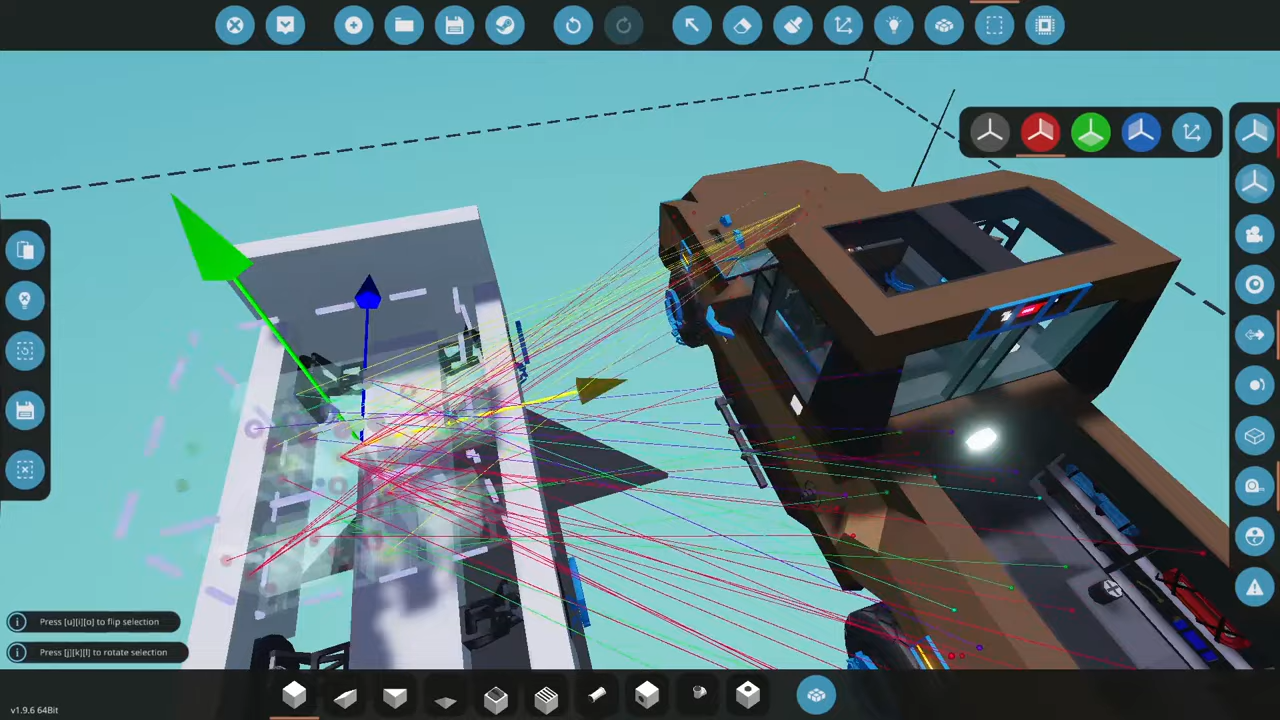 Press [u][i][o] to flip selection
Press [j][k][l] to rotate selection
v1.9.6 64Bit